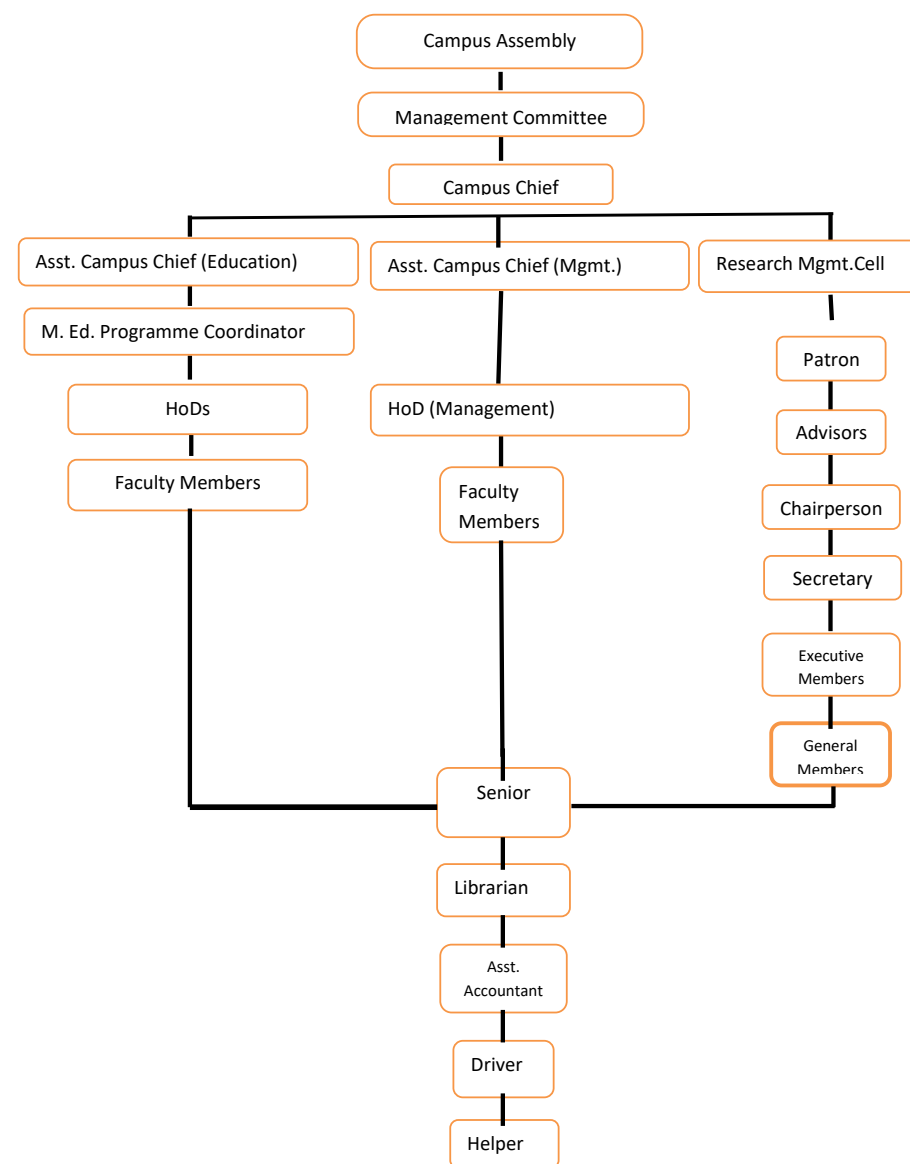 Campus Assembly
Management Committee
Campus Chief
Asst. Campus Chief (Education)
Asst. Campus Chief (Mgmt.)
Research Mgmt.Cell
M. Ed. Programme Coordinator
Patron
HoDs
HoD (Management)
Advisors
Faculty Members
Faculty
Members
Chairperson
Secretary
Executive
Members
General
Members
Senior
Librarian
Asst.
Accountant
Driver
Helper